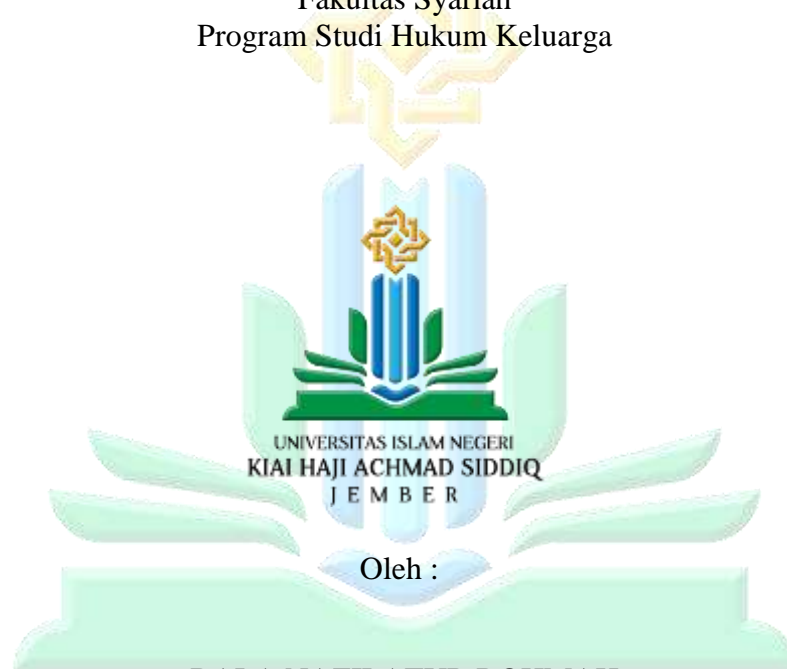 Fakultas Syariah
Program Studi Hukum Keluarga
UNIVERSITAS ISLAM NEGERI
KIAI HAJI ACHMAD SIDDIQ
JEMBER
Oleh :